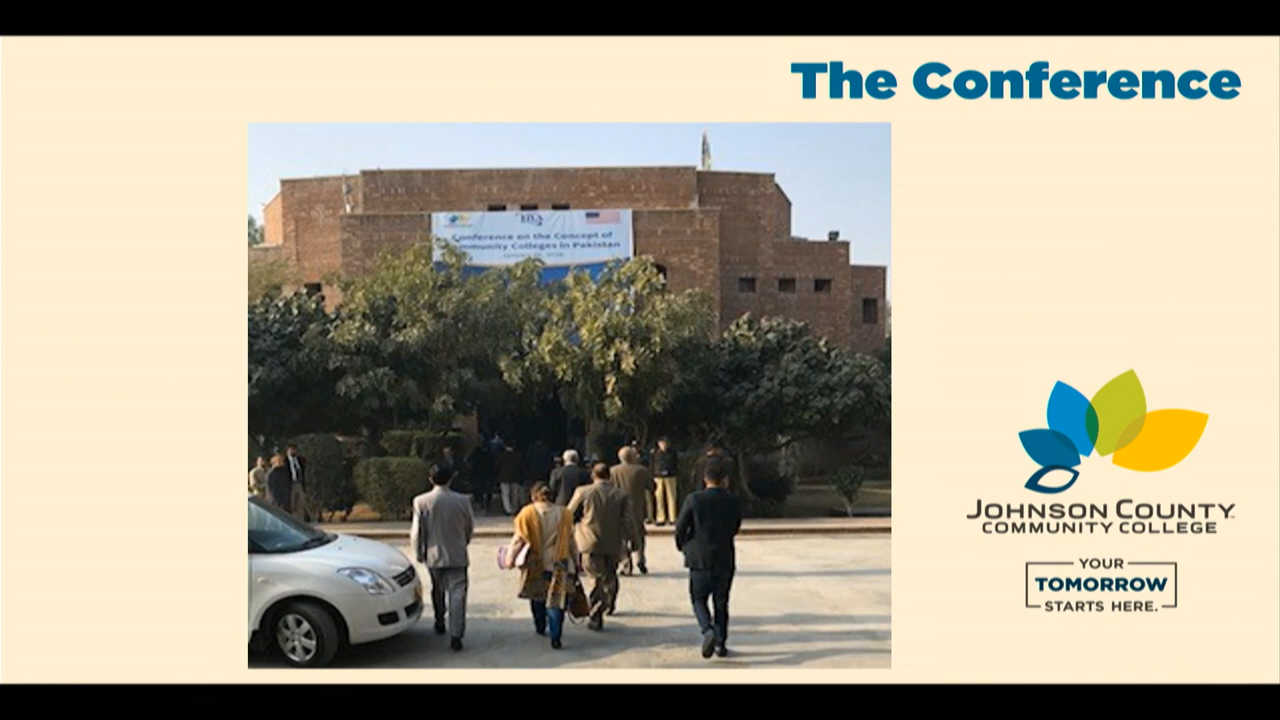 The Conference
IBA
Conference on the Concept of
Community Colleges in Pakistan
JOHNSON COUNTY
COMMUNITY COLLEGE
YOUR
TOMORROW
STARTS HERE.